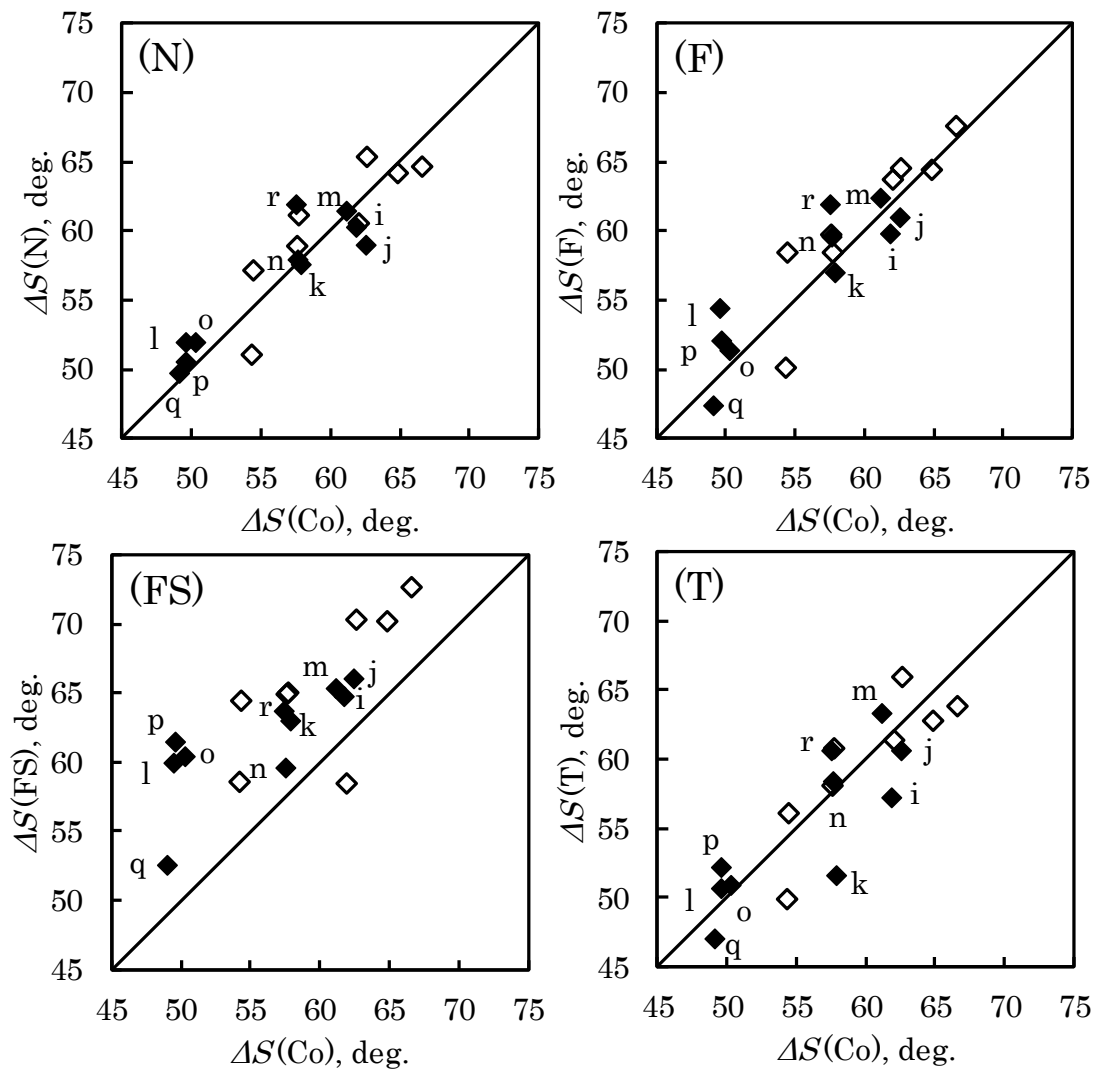 (N)
75
70
65
60
55
50
45
ΔS(N), deg.
r
m
i
j
n
k
l
o
p
q
45 50 55 60 65 70 75
ΔS(Co), deg.
(F)
75
70
65
60
55
50
45
ΔS(F), deg.
r
m
j
n
i
k
l
p
o
q
45 50 55 60 65 70 75
ΔS(Co), deg.
(FS)
75
70
65
60
55
50
45
ΔS(FS), deg.
m
j
r
i
k
p
o
l
n
q
45 50 55 60 65 70 75
ΔS(Co), deg.
(T)
75
70
65
60
55
50
45
ΔS(T), deg.
m
r
j
i
n
p
k
l
o
q
45 50 55 60 65 70 75
ΔS(Co), deg.